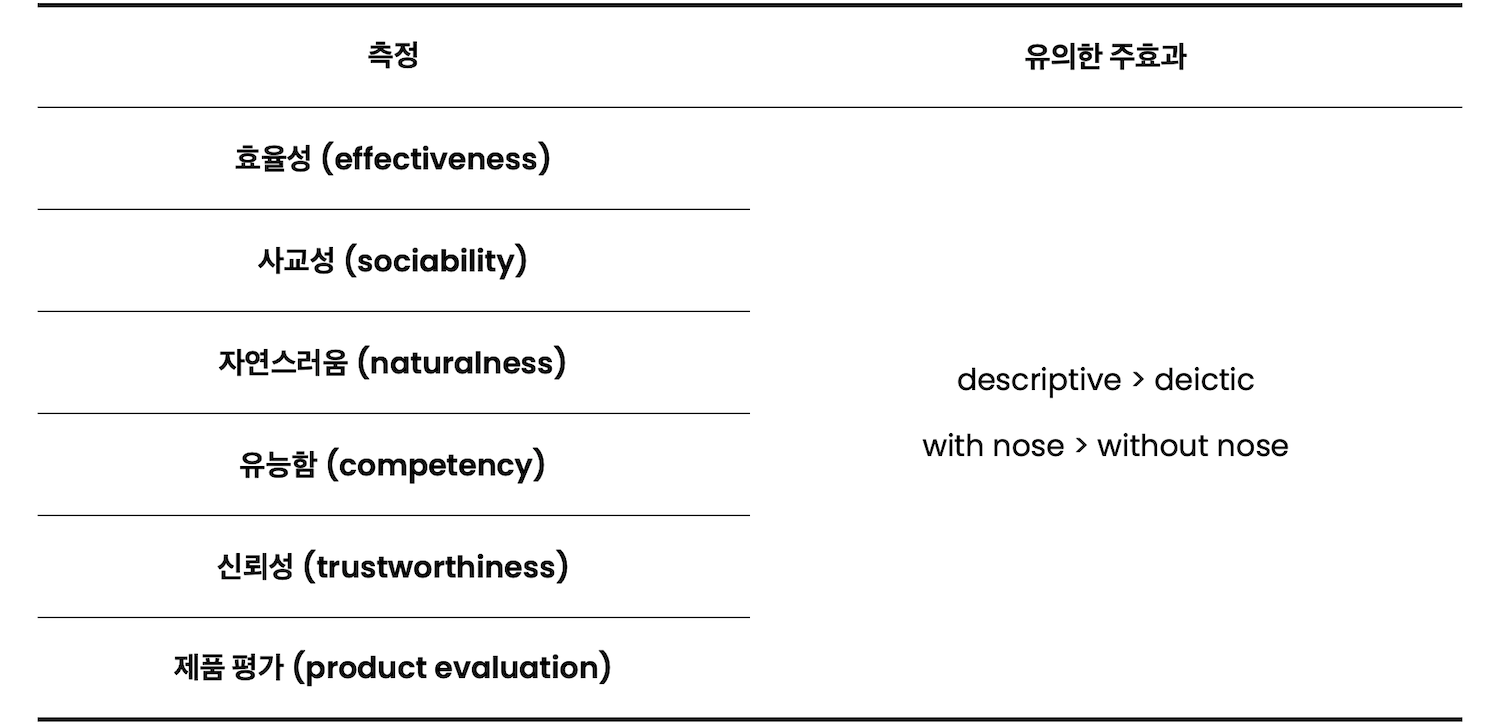 측정
유의한 주효과
효율성 (effectiveness)
사교성 (sociability)
자연스러움 (naturalness)
유능함 (competency)
신뢰성 (trustworthiness)
제품 평가 (product evaluation)
descriptive > deictic
with nose > without nose